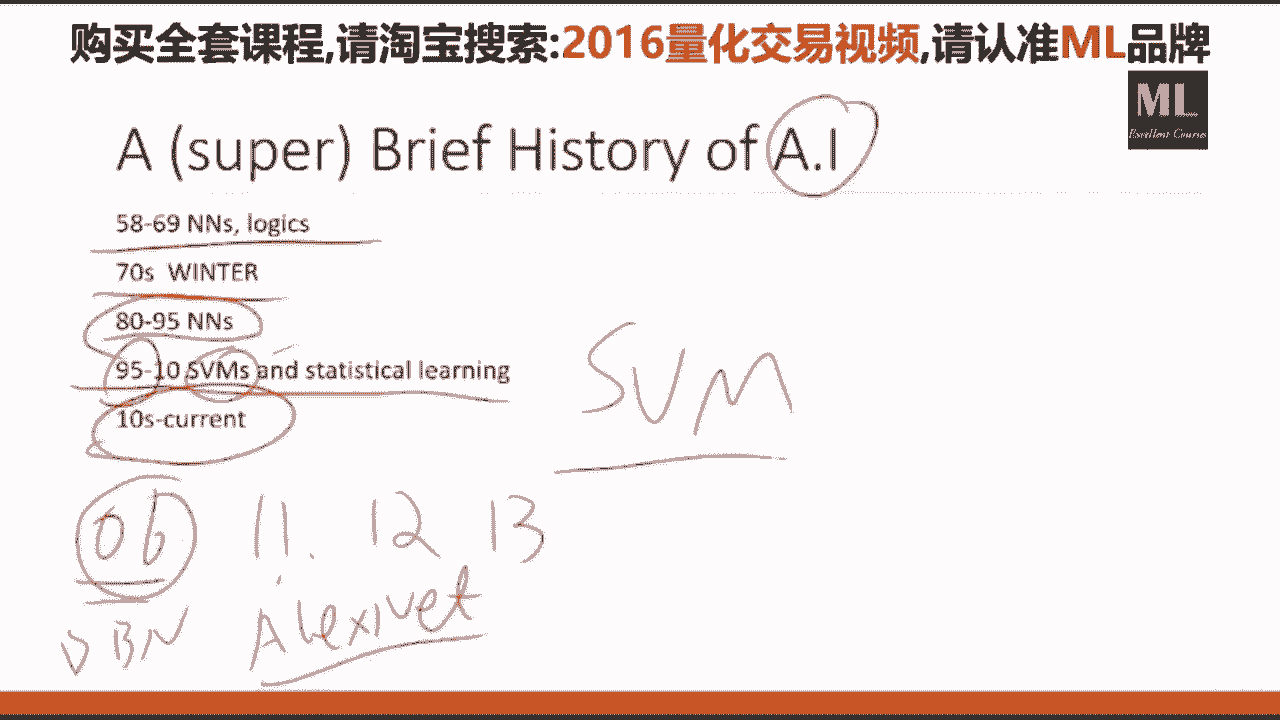 购买全套课程,请淘宝搜索:2016量化交易视频,请认准ML品牌
ML
Excellent Course
A (super) Brief History of A.I
58-69 NNs, logics
70s WINTER
80-95 NNs
95-10 SVMs and statistical learning
10s-current
SVM
06 11. 12 13
DBN Alexnet